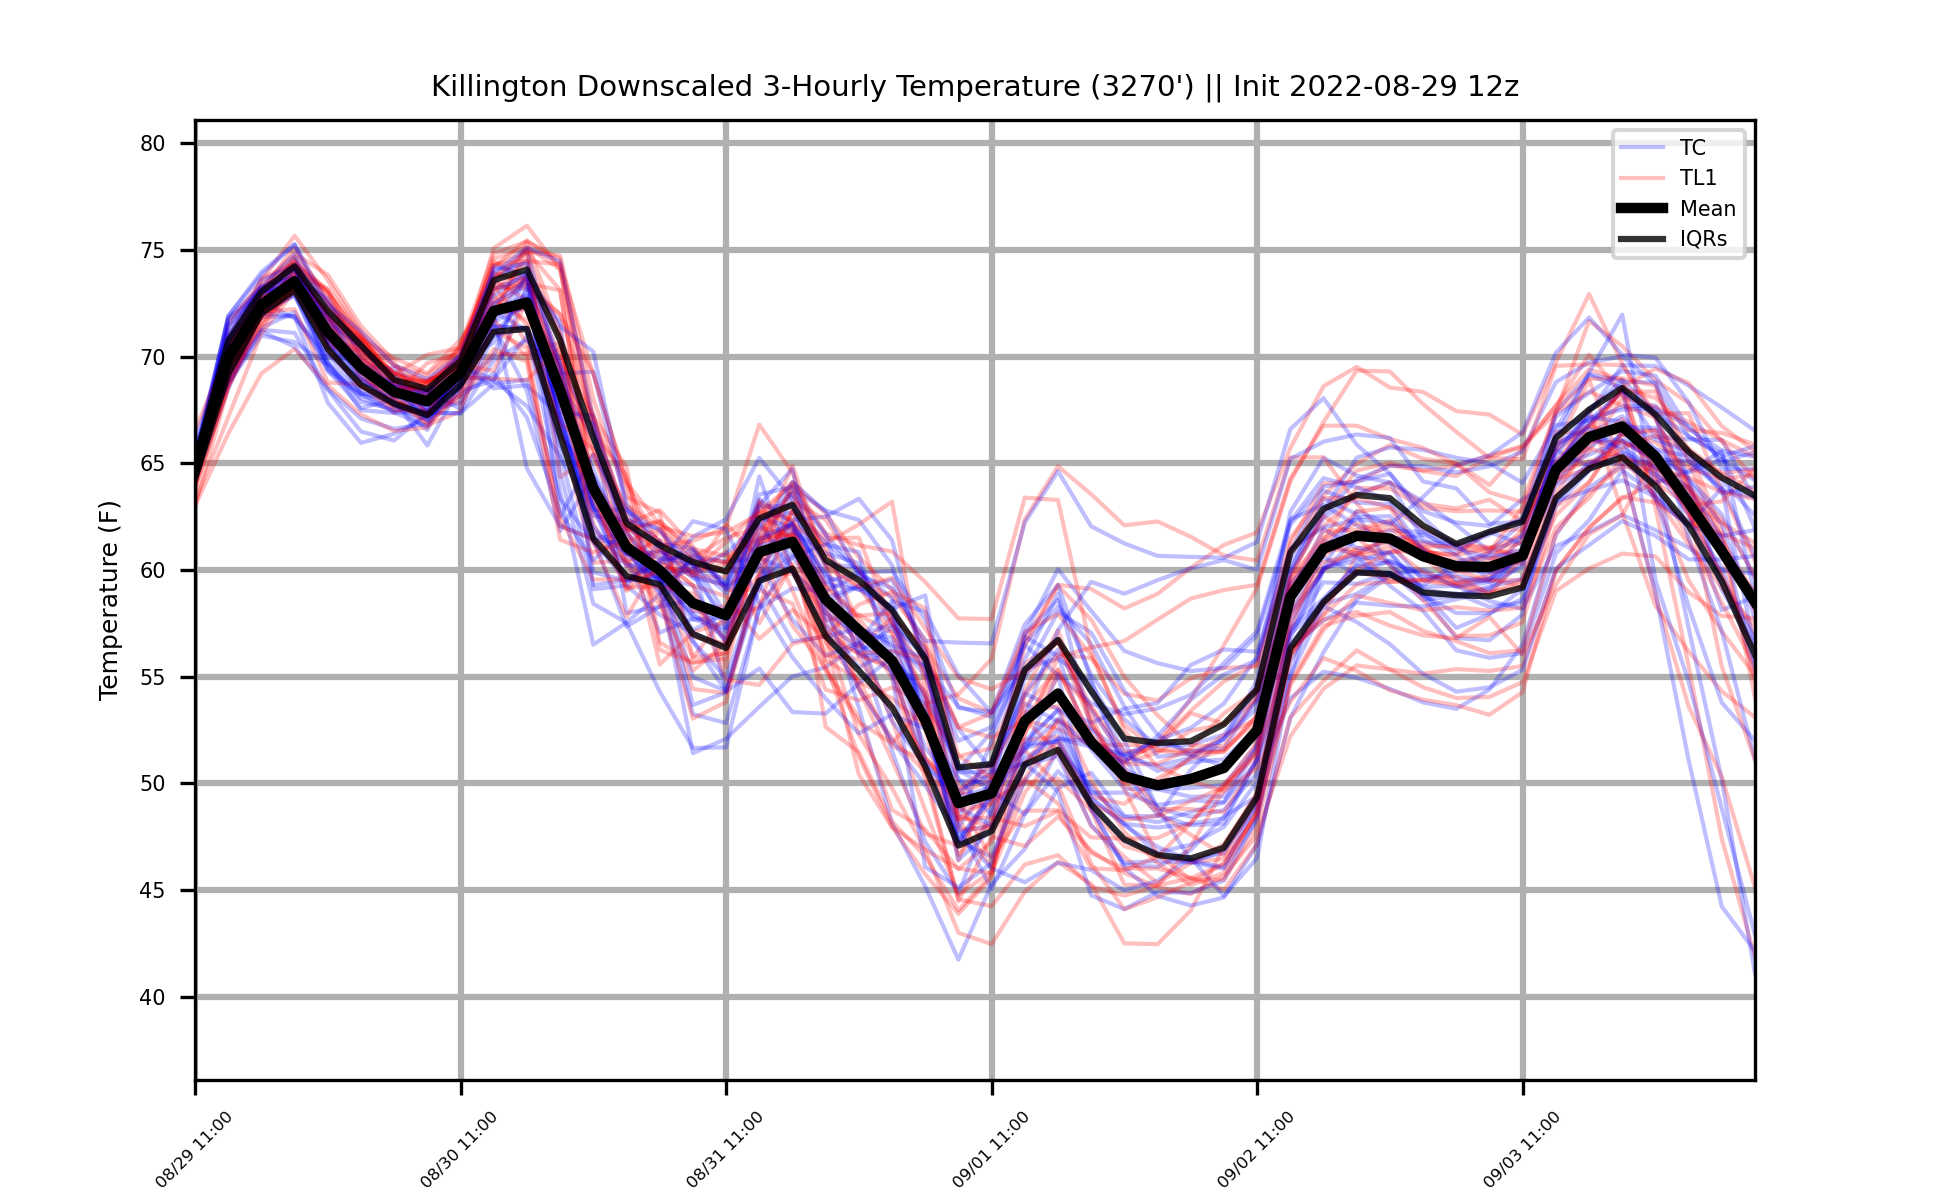 Killington Downscaled 3-Hourly Temperature (3270') || Init 2022-08-29 12z
TC
TL1
Mean
IQRs
Temperature (F)
80
75
70
65
60
55
50
45
40
08/29 11:00
08/30 11:00
08/31 11:00
09/01 11:00
09/02 11:00
09/03 11:00